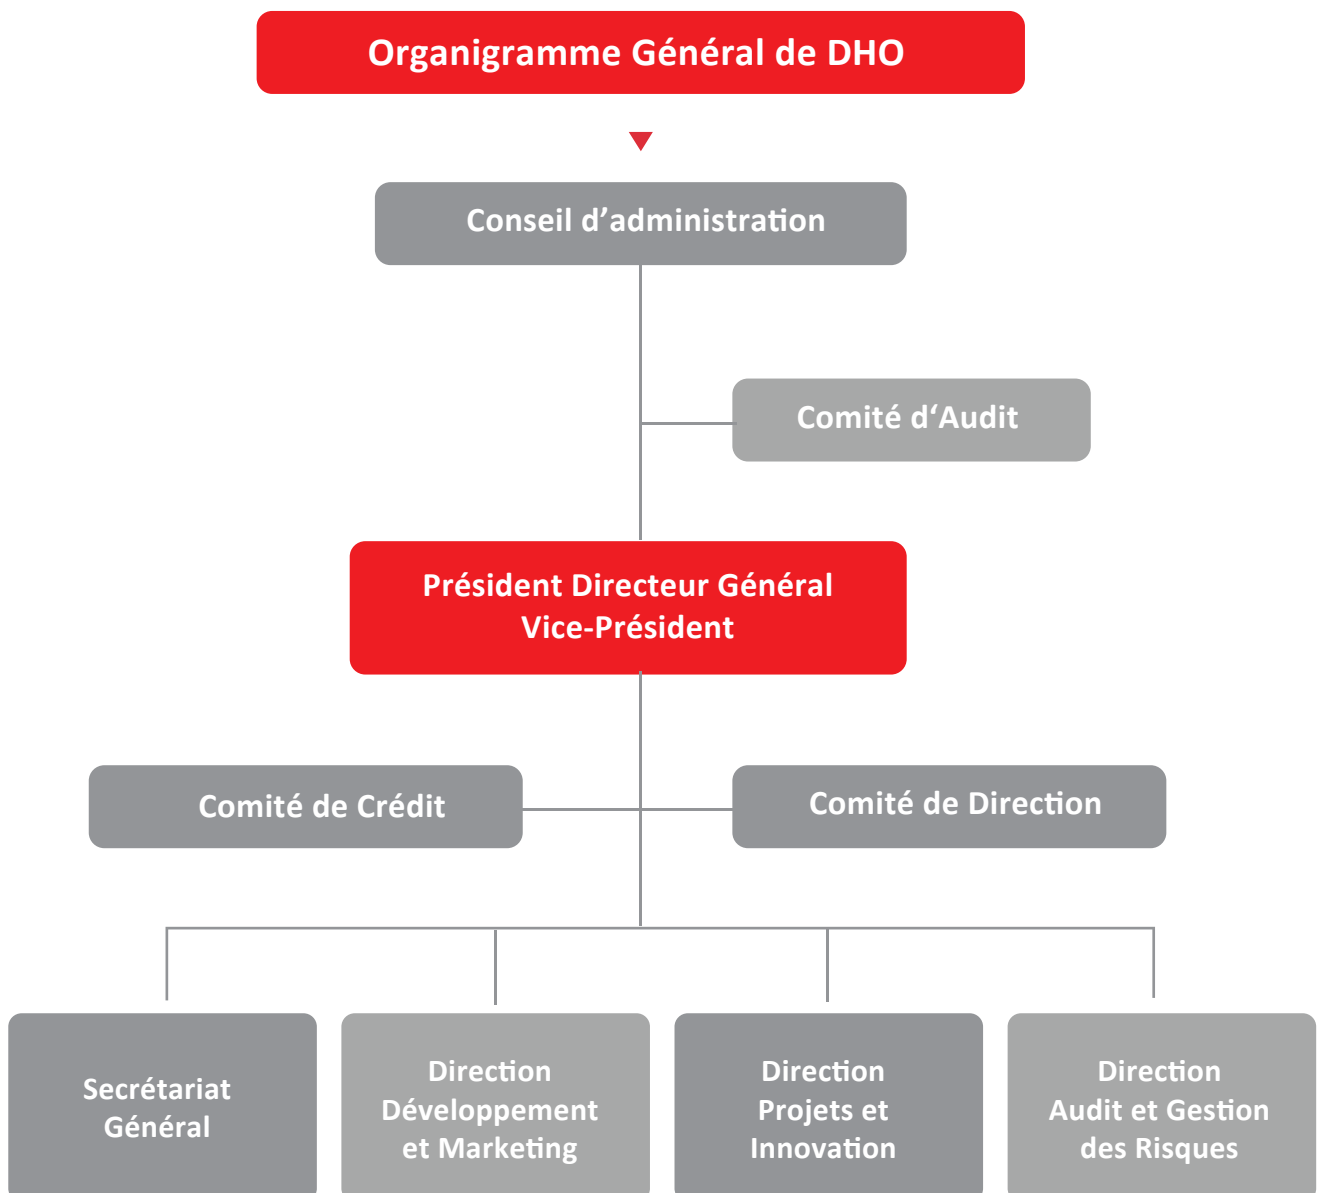 Organigramme Général de DHO
Conseil d’administration
Comité d‘Audit
Président Directeur Général
Vice-Président
Comité de Crédit
Comité de Direction
Secrétariat
Général
Direction
Développement
et Marketing
Direction
Projets et
Innovation
Direction
Audit et Gestion
des Risques